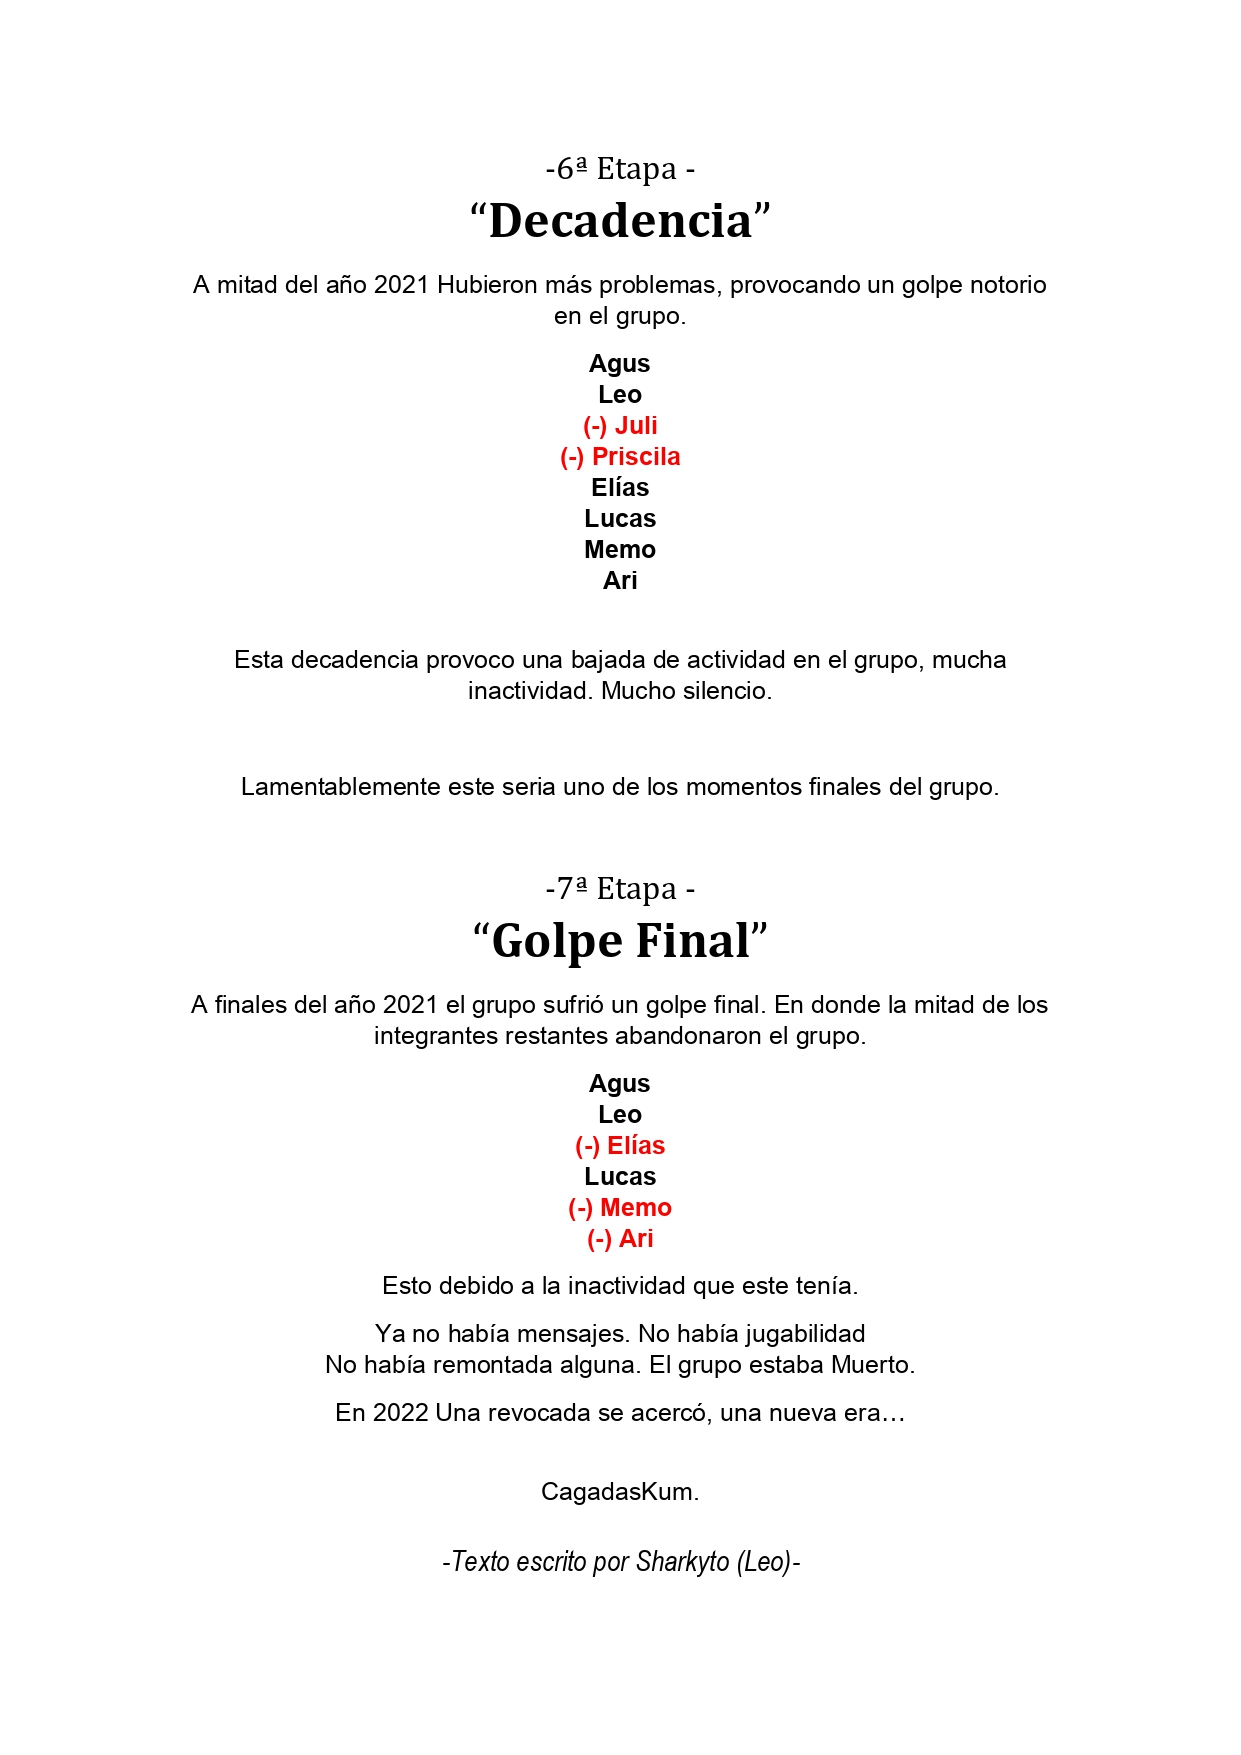 -6ª Etapa -
“Decadencia”
A mitad del año 2021 Hubieron más problemas, provocando un golpe notorio
en el grupo.
Agus
Leo
(-) Juli
(-) Priscila
Elías
Lucas
Memo
Ari
Esta decadencia provoco una bajada de actividad en el grupo, mucha
inactividad. Mucho silencio.
Lamentablemente este seria uno de los momentos finales del grupo.
-7ª Etapa -
“Golpe Final”
A finales del año 2021 el grupo sufrió un golpe final. En donde la mitad de los
integrantes restantes abandonaron el grupo.
Agus
Leo
(-) Elías
Lucas
(-) Memo
(-) Ari
Esto debido a la inactividad que este tenía.
Ya no había mensajes. No había jugabilidad
No había remontada alguna. El grupo estaba Muerto.
En 2022 Una revocada se acercó, una nueva era…
CagadasKum.
-Texto escrito por Sharkyto (Leo)-